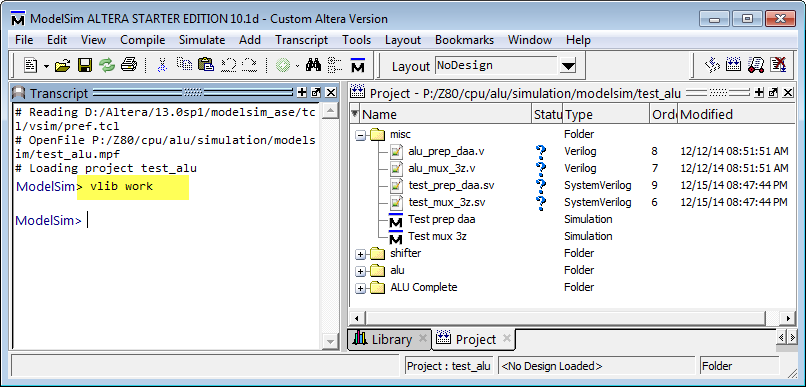 ModelSim ALTERA STARTER EDITION 10.1d - Custom Altera Version
File Edit View Compile Simulate Add Transcript Tools Layout Bookmarks Window Help
Layout NoDesign
Transcript
# Reading D:/Altera/13.0sp1/modelsim_ase/tc
l/vsim/pref.tcl
# OpenFile P:/Z80/cpu/alu/simulation/models
im/test_alu.mpf
# Loading project test_alu
ModelSim> vlib work
ModelSim>
Project - P:/Z80/cpu/alu/simulation/modelsim/test_alu
Name Statu Type Orde Modified
misc Folder
alu_prep_daa.v Verilog 8 12/12/14 08:51:51 AM
alu_mux_3z.v Verilog 7 12/12/14 08:51:51 AM
test_prep_daa.sv SystemVerilog 9 12/15/14 08:47:44 PM
test_mux_3z.sv SystemVerilog 6 12/15/14 08:47:44 PM
Test prep daa Simulation
Test mux 3z Simulation
shifter Folder
alu Folder
ALU Complete Folder
Library Project
Project : test_alu <No Design Loaded> Folder